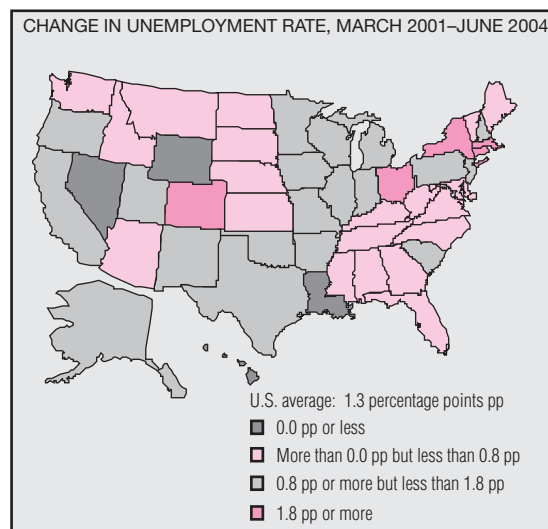 CHANGE IN UNEMPLOYMENT RATE, MARCH 2001–JUNE 2004
U.S. average: 1.3 percentage points pp
0.0 pp or less
More than 0.0 pp but less than 0.8 pp
0.8 pp or more but less than 1.8 pp
1.8 pp or more